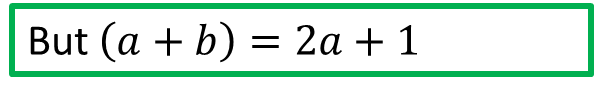 But (𝑎 + 𝑏) = 2𝑎 + 1